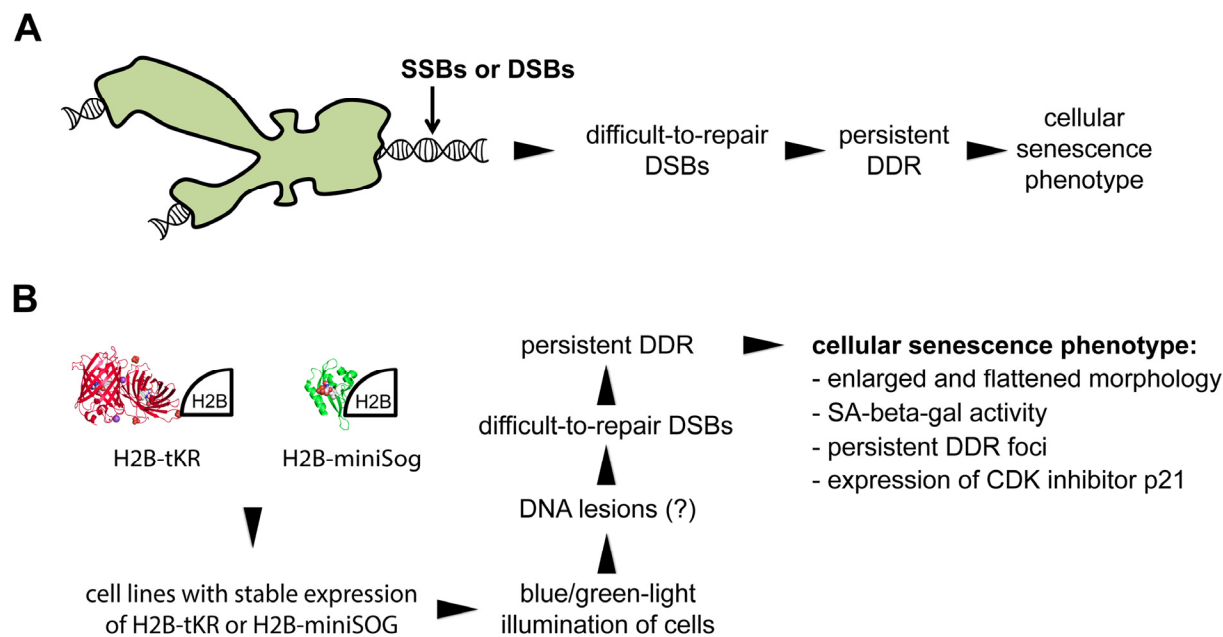 A
SSBs or DSBs
difficult-to-repair
DSBs
persistent
DDR
cellular
senescence
phenotype
B
H2B
H2B
H2B-tKR
H2B-miniSog
cell lines with stable expression
of H2B-tKR or H2B-miniSOG
blue/green-light
illumination of cells
DNA lesions (?)
difficult-to-repair DSBs
persistent DDR
cellular senescence phenotype:
- enlarged and flattened morphology
- SA-beta-gal activity
- persistent DDR foci
- expression of CDK inhibitor p21